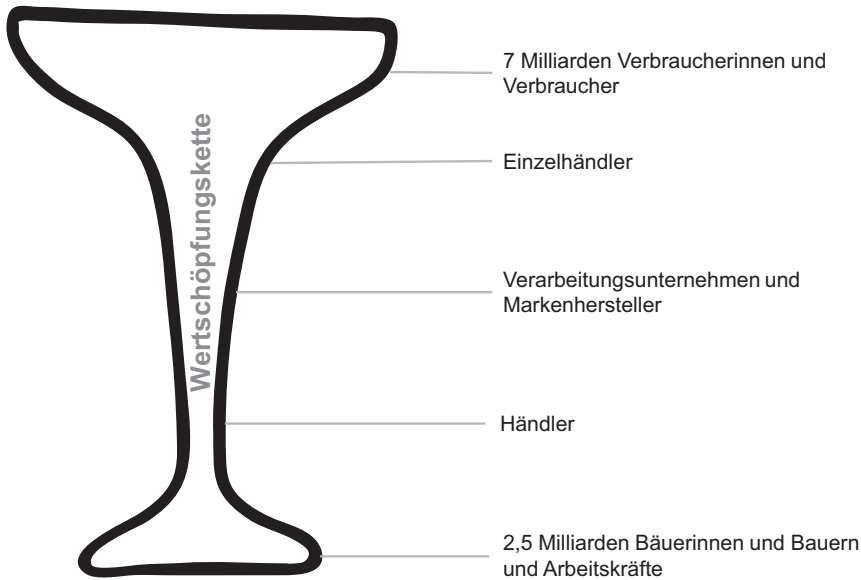 7 Milliarden Verbraucherinnen und
Verbraucher
Wertschöpfungskette
Einzelhändler
Verarbeitungsunternehmen und
Markenhersteller
Händler
2,5 Milliarden Bäuerinnen und Bauern
und Arbeitskräfte